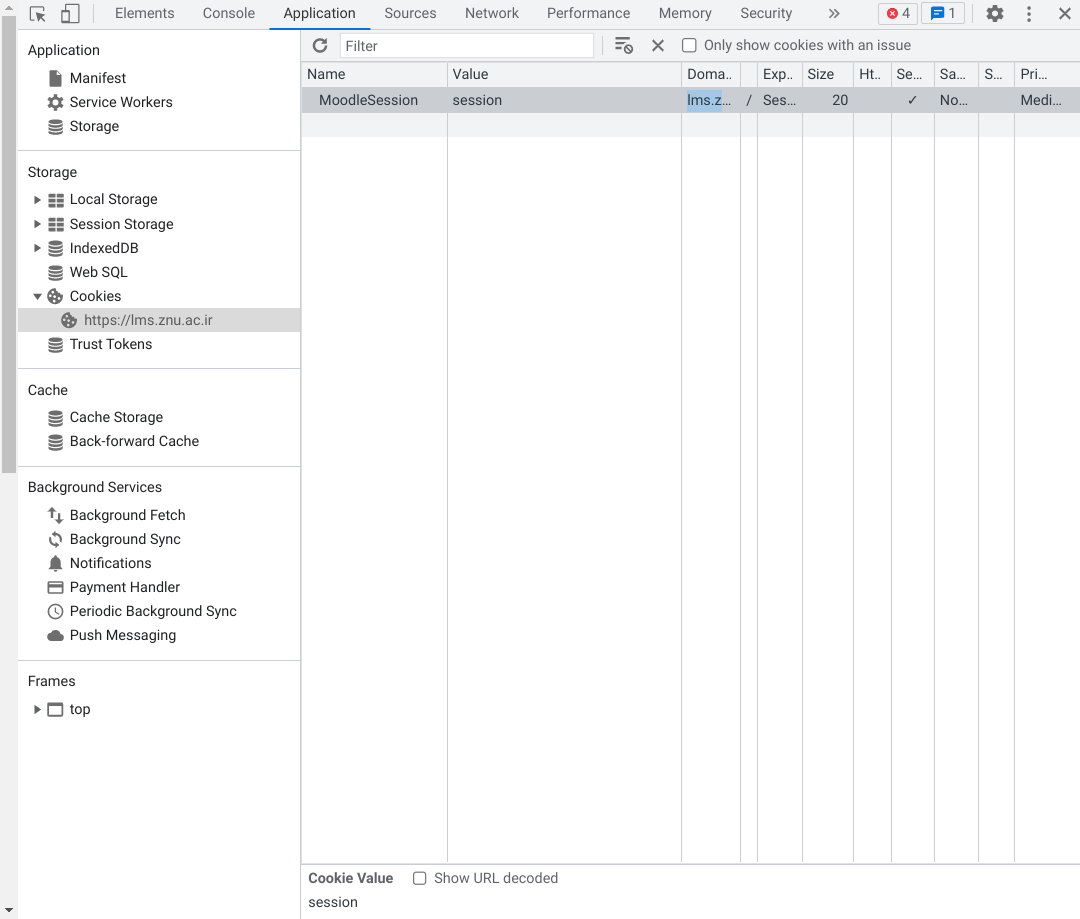 Elements Console Application Sources Network Performance Memory Security 4 1
Application
Manifest
Service Workers
Storage
Storage
Local Storage
Session Storage
IndexedDB
Web SQL
Cookies
https://lms.znu.ac.ir
Trust Tokens
Cache
Cache Storage
Back-forward Cache
Background Services
Background Fetch
Background Sync
Notifications
Payment Handler
Periodic Background Sync
Push Messaging
Frames
top
Filter Only show cookies with an issue
Name Value Doma.. Exp.. Size Ht.. Se... Sa... S... Pri...
MoodleSession session lms.z... / Ses... 20 ✓ No... Medi...
Cookie Value Show URL decoded
session